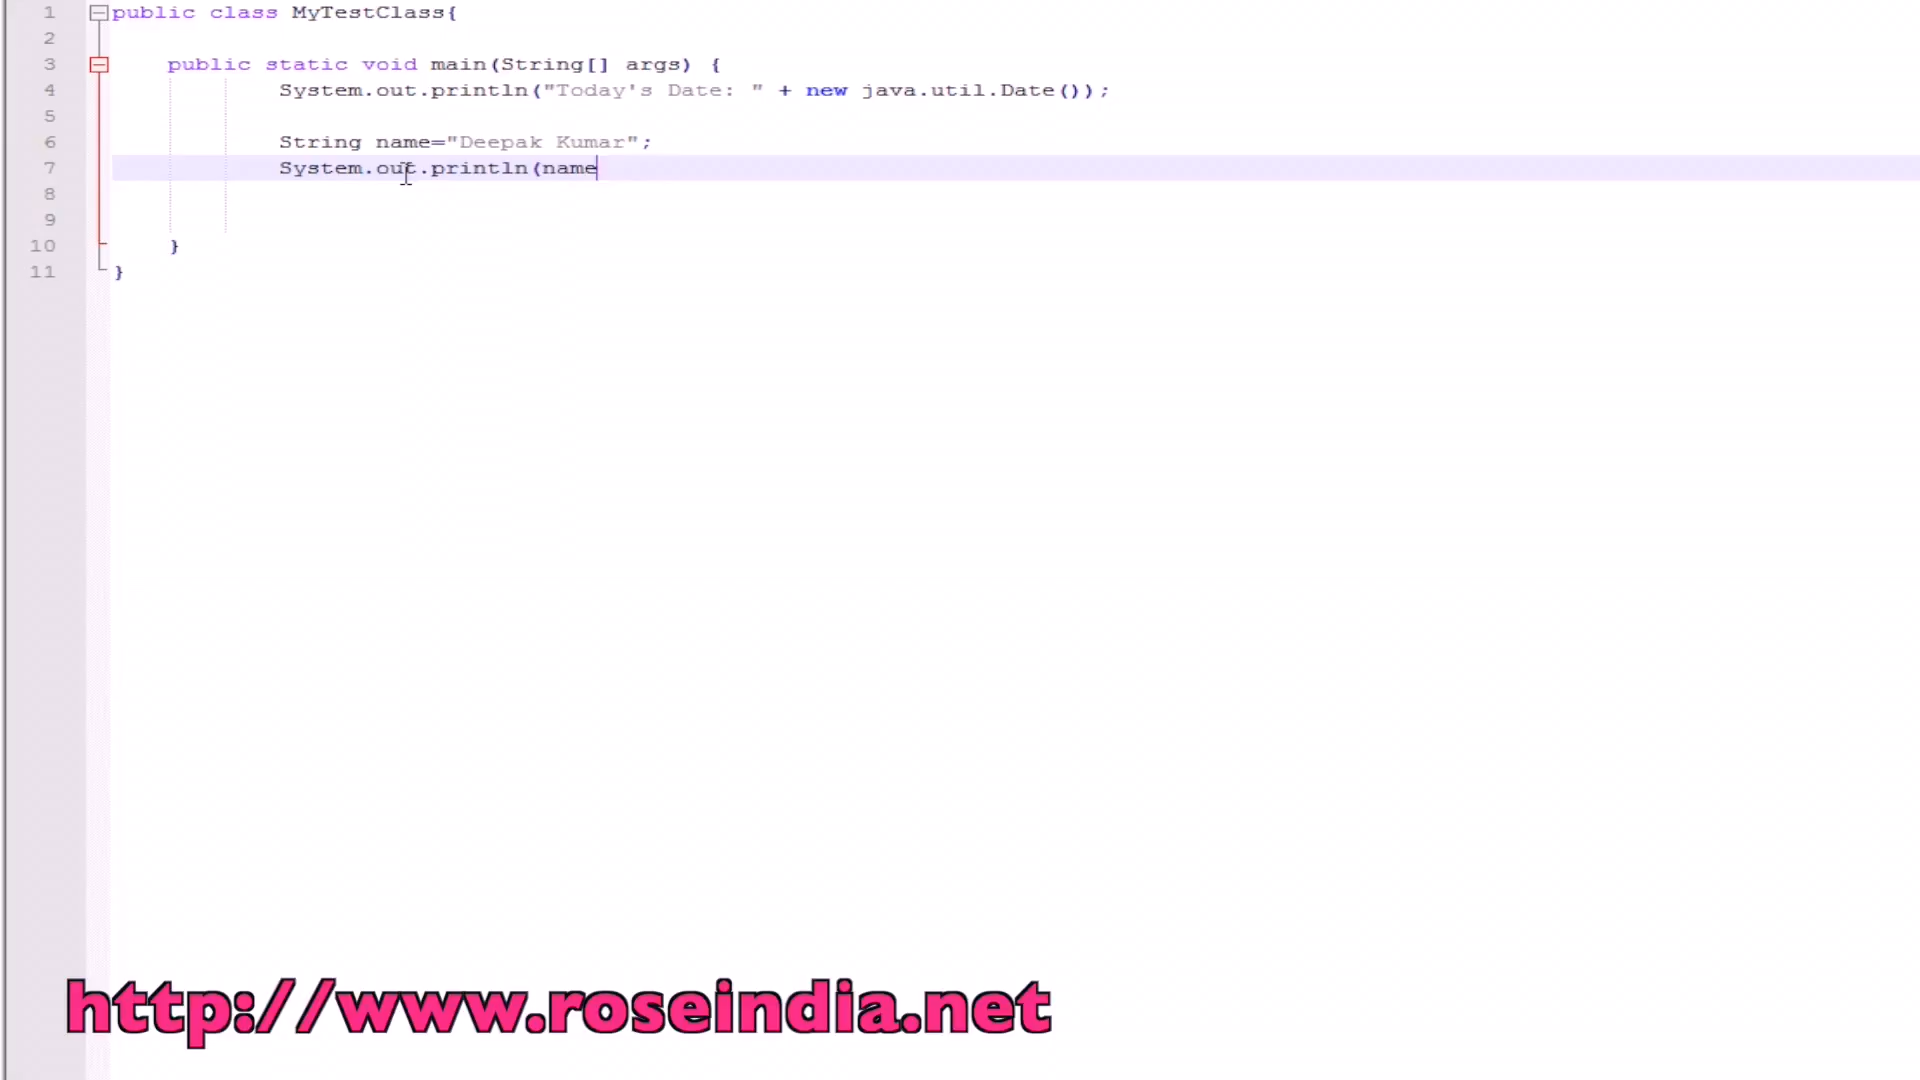 1 public class MyTestClass{
2
3 public static void main(String[] args) {
4 System.out.println("Today's Date: " + new java.util.Date());
5
6 String name="Deepak Kumar";
7 System.out.println(name
8
9
10 }
11 }
http://www.roseindia.net